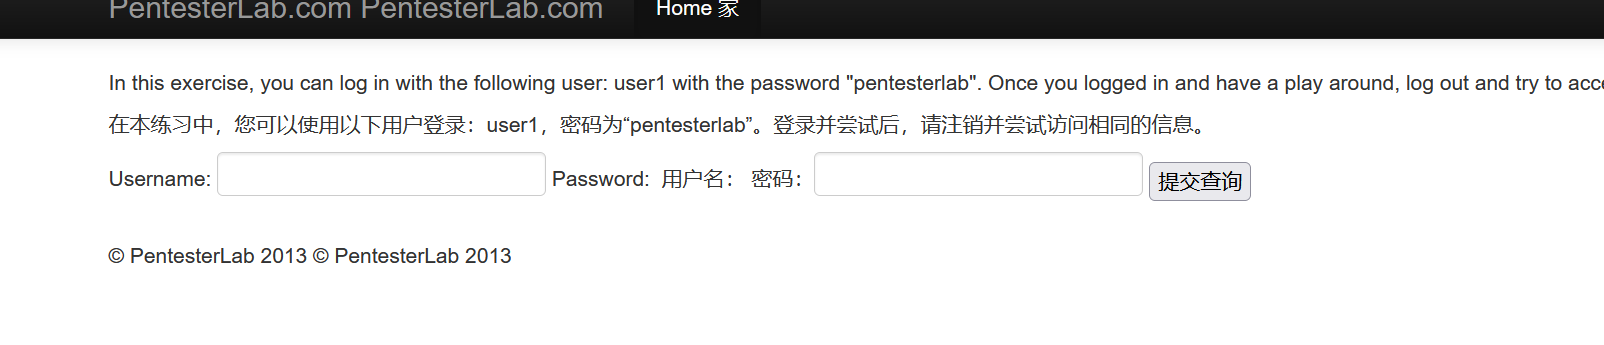 PentesterLab.com PentesterLab.com Home 家
In this exercise, you can log in with the following user: user1 with the password "pentesterlab". Once you logged in and have a play around, log out and try to acce
在本练习中，您可以使用以下用户登录：user1，密码为“pentesterlab”。登录并尝试后，请注销并尝试访问相同的信息。
Username: Password: 用户名： 密码： 提交查询
© PentesterLab 2013 © PentesterLab 2013